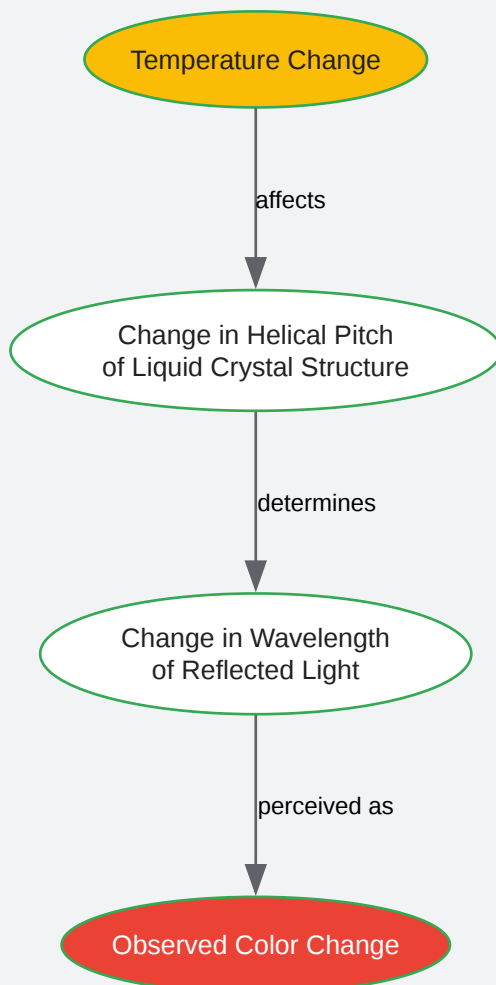 Temperature Change
affects
Change in Helical Pitch
of Liquid Crystal Structure
determines
Change in Wavelength
of Reflected Light
perceived as
Observed Color Change